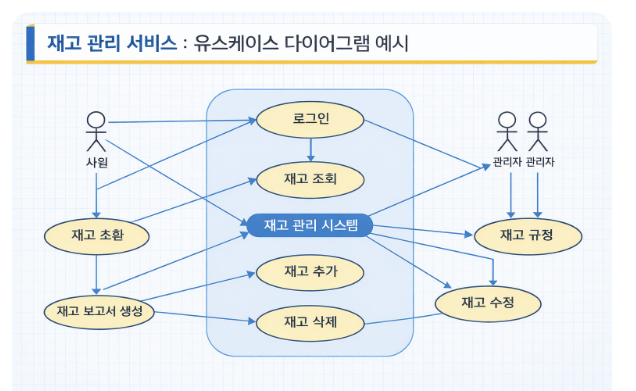 재고 관리 서비스 : 유스케이스 다이어그램 예시
로그인
사원
관리자 관리자
재고 조회
재고 관리 시스템
재고 초환
재고 규정
재고 추가
재고 보고서 생성
재고 수정
재고 삭제